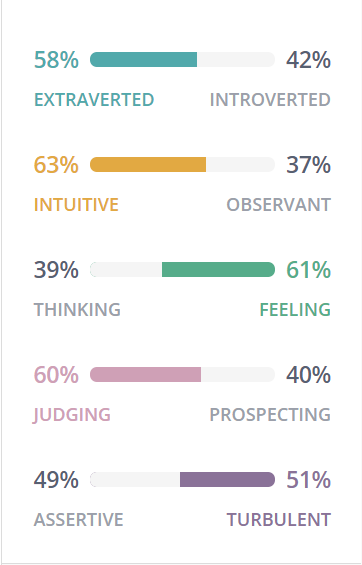 58% 42%
EXTRAVERTED INTROVERTED
63% 37%
INTUITIVE OBSERVANT
39% 61%
THINKING FEELING
60% 40%
JUDGING PROSPECTING
49% 51%
ASSERTIVE TURBULENT